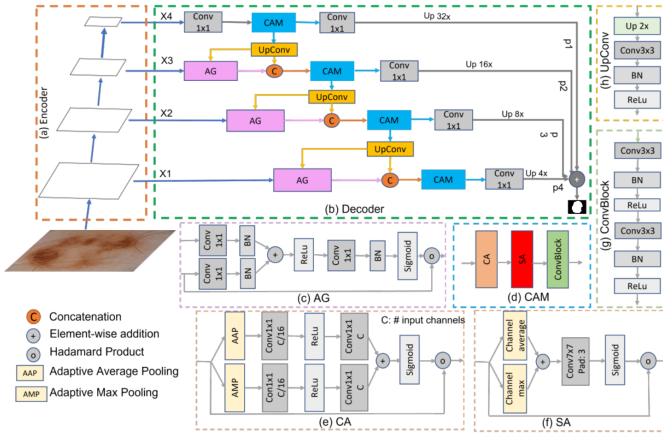 X4
Conv
1x1
CAM
Conv
1x1
Up 32x
UpConv
X3
AG
C
CAM
Conv
1x1
Up 16x
UpConv
X2
AG
C
CAM
Conv
1x1
Up 8x
UpConv
X1
AG
C
CAM
Conv
1x1
Up 4x
p1
p2
p
3
p4
+
(a) Encoder
(b) Decoder
Up 2x
Conv3x3
BN
ReLu
(h) UpConv
Conv3x3
BN
ReLu
Conv3x3
BN
ReLu
(g) ConvBlock
Conv
1x1
BN
Conv
1x1
BN
+
ReLu
Conv
1x1
BN
Sigmoid
o
(c) AG
CA
SA
ConvBlock
(d) CAM
C Concatenation
+ Element-wise addition
o Hadamard Product
AAP Adaptive Average Pooling
AMP Adaptive Max Pooling
C: # input channels
AAP
Conv1x1
C/16
ReLu
Conv1x1
C
AMP
Conv1x1
C/16
ReLu
Conv1x1
C
+
Sigmoid
o
(e) CA
Channel
average
Channel
max
+
Conv7x7
Pad: 3
Sigmoid
o
(f) SA